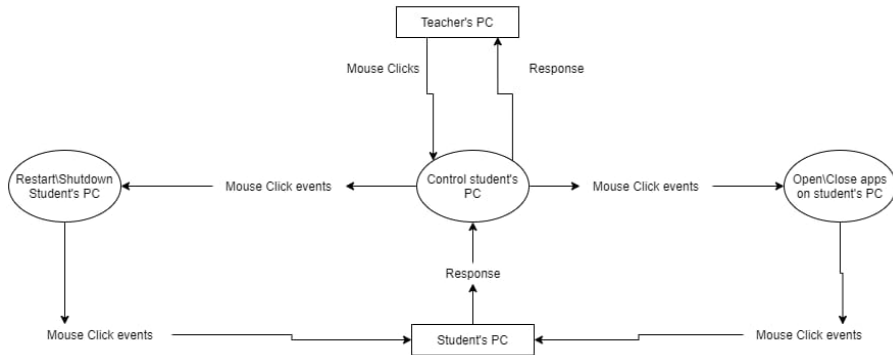 Teacher's PC
Mouse Clicks
Response
Restart\Shutdown
Student's PC
Mouse Click events
Control student's
PC
Mouse Click events
Open\Close apps
on student's PC
Response
Mouse Click events
Student's PC
Mouse Click events